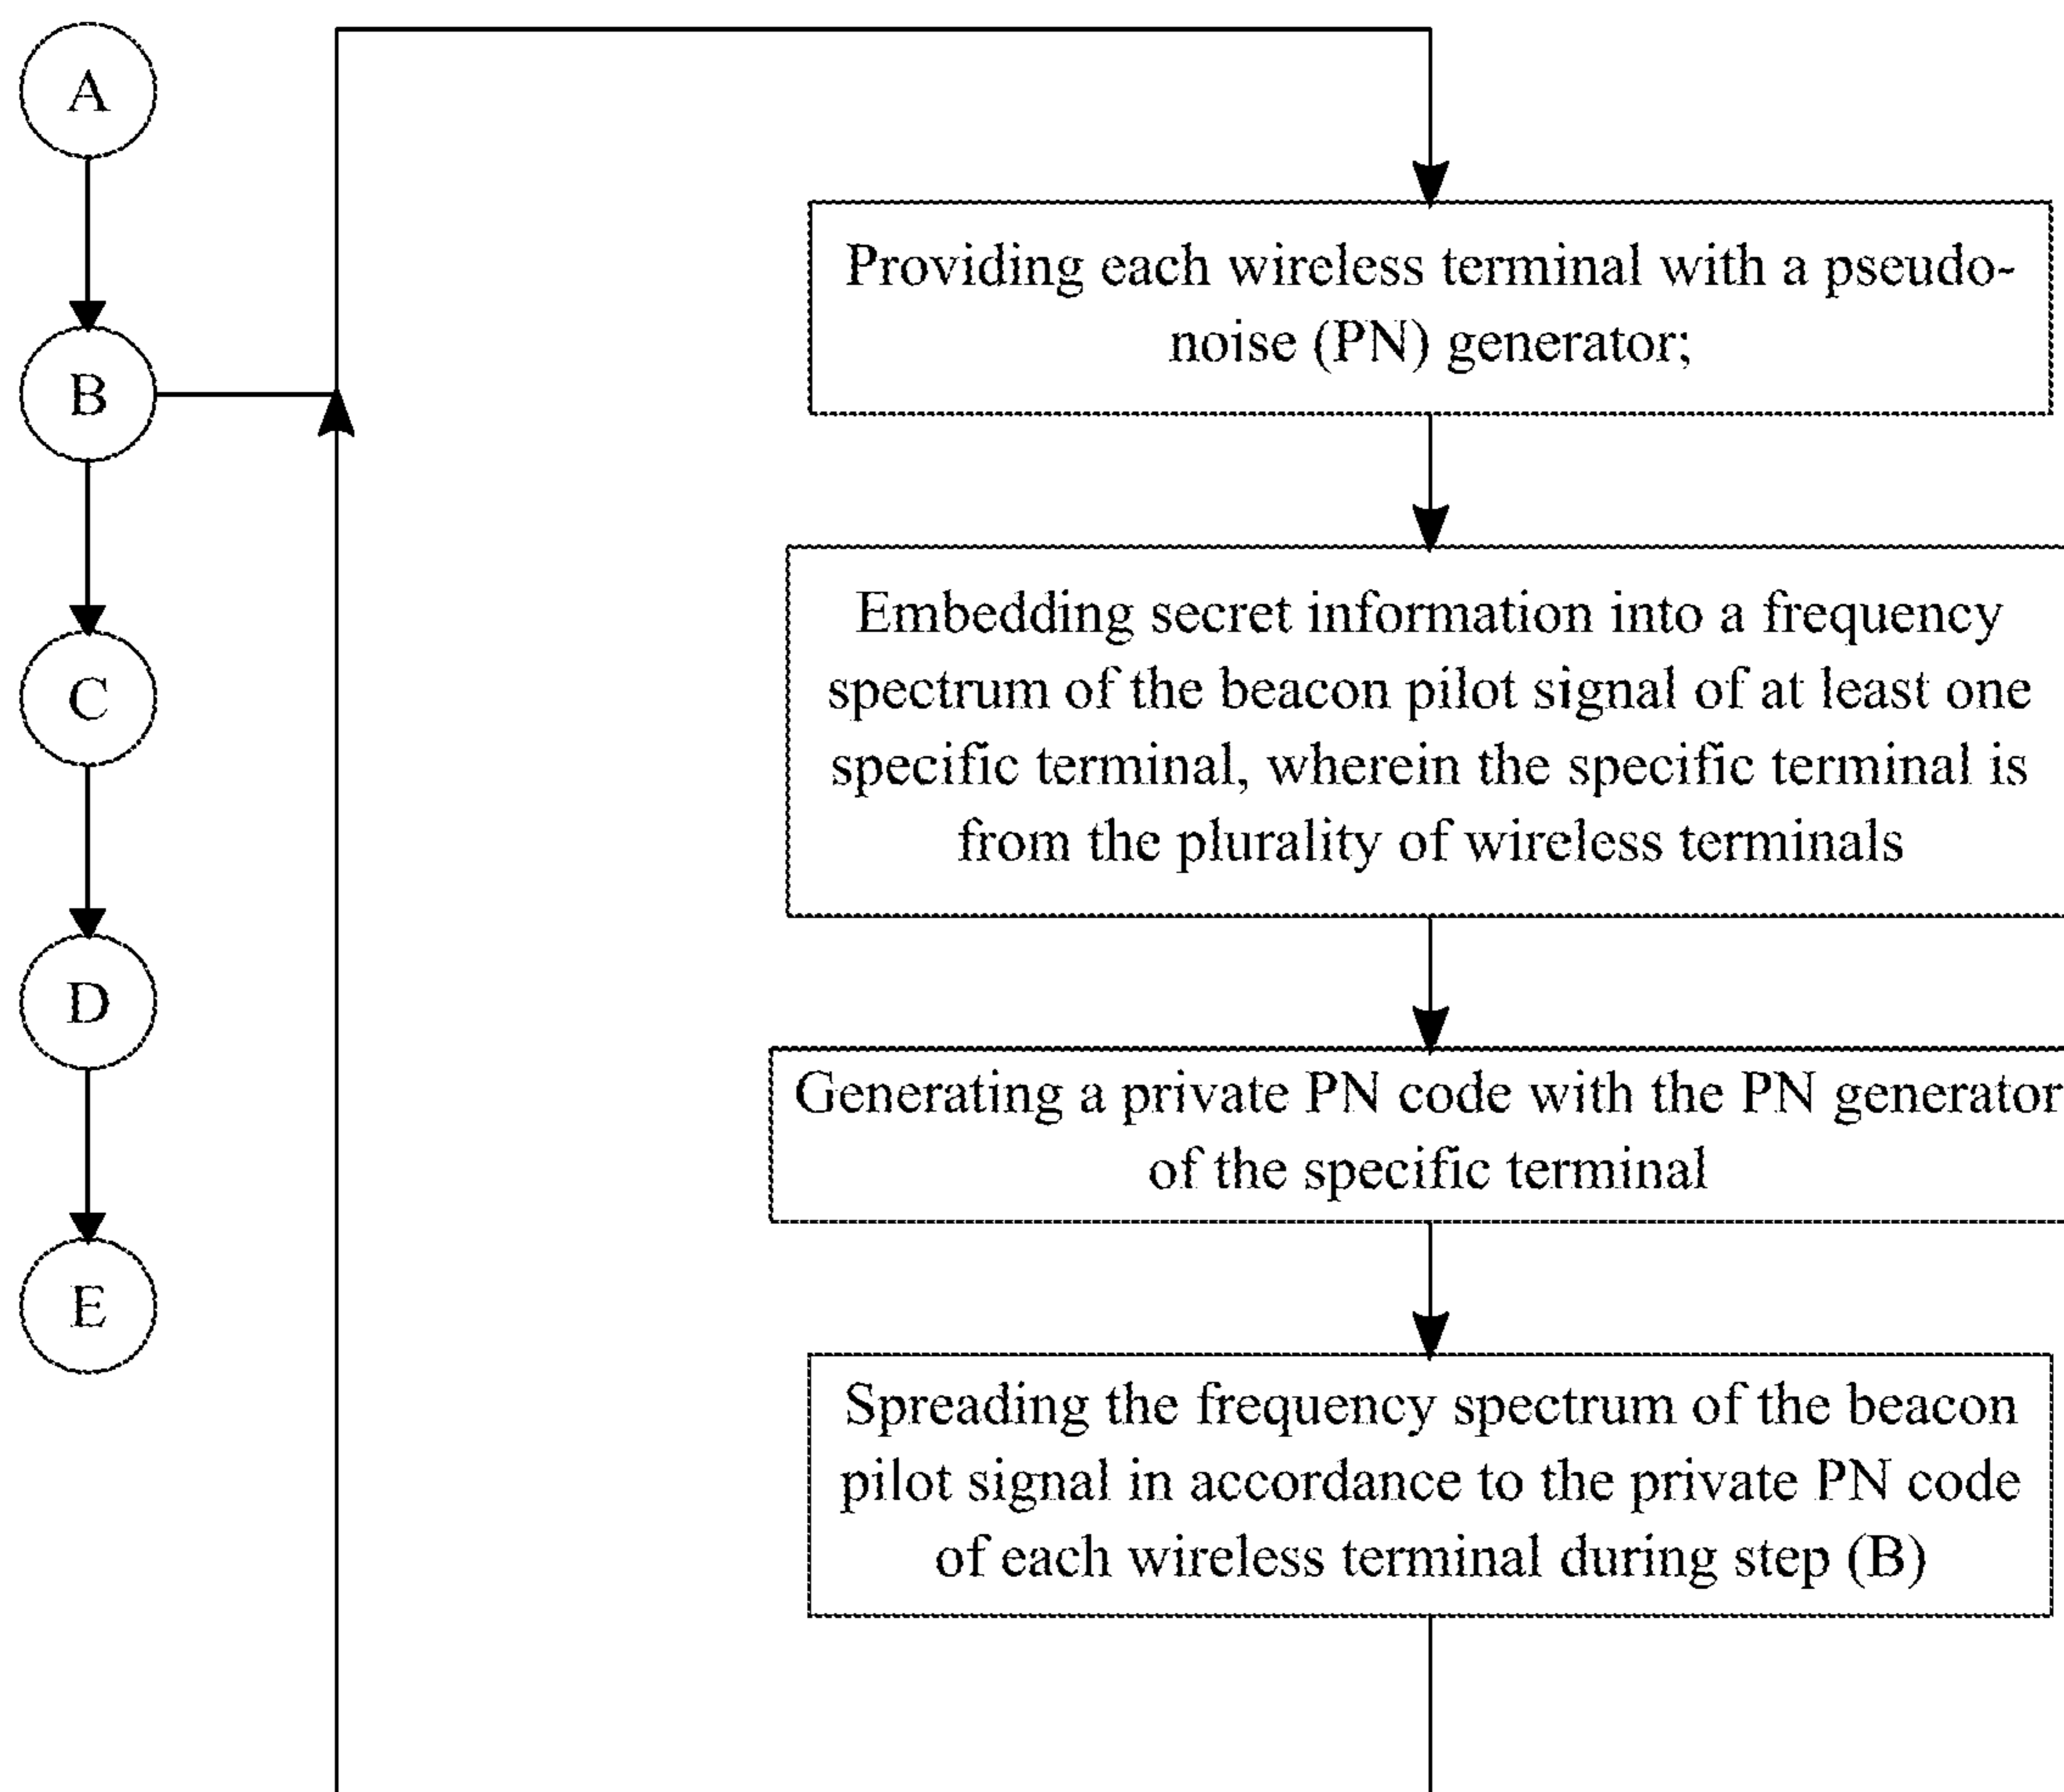 A
B
C
D
E
Providing each wireless terminal with a pseudo-
noise (PN) generator;
Embedding secret information into a frequency
spectrum of the beacon pilot signal of at least one
specific terminal, wherein the specific terminal is
from the plurality of wireless terminals
Generating a private PN code with the PN generator
of the specific terminal
Spreading the frequency spectrum of the beacon
pilot signal in accordance to the private PN code
of each wireless terminal during step (B)